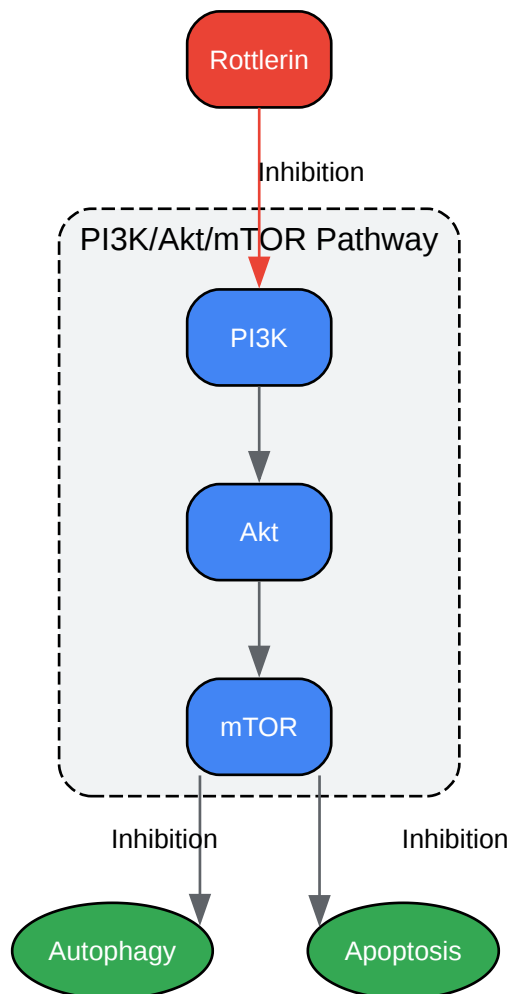 Rottlerin
Inhibition
PI3K/Akt/mTOR Pathway
PI3K
Akt
mTOR
Inhibition
Inhibition
Autophagy
Apoptosis